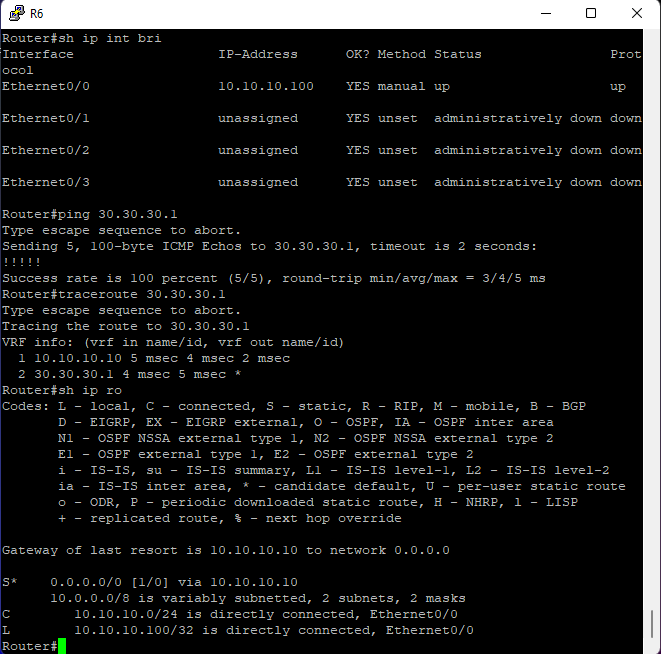 R6
Router#sh ip int bri
Interface                  IP-Address      OK? Method Status                Prot
ocol
Ethernet0/0                10.10.10.100    YES manual up                    up
Ethernet0/1                unassigned      YES unset  administratively down down
Ethernet0/2                unassigned      YES unset  administratively down down
Ethernet0/3                unassigned      YES unset  administratively down down
Router#ping 30.30.30.1
Type escape sequence to abort.
Sending 5, 100-byte ICMP Echos to 30.30.30.1, timeout is 2 seconds:
!!!!!
Success rate is 100 percent (5/5), round-trip min/avg/max = 3/4/5 ms
Router#traceroute 30.30.30.1
Type escape sequence to abort.
Tracing the route to 30.30.30.1
VRF info: (vrf in name/id, vrf out name/id)
  1 10.10.10.10 5 msec 4 msec 2 msec
  2 30.30.30.1 4 msec 5 msec *
Router#sh ip ro
Codes: L - local, C - connected, S - static, R - RIP, M - mobile, B - BGP
       D - EIGRP, EX - EIGRP external, O - OSPF, IA - OSPF inter area
       N1 - OSPF NSSA external type 1, N2 - OSPF NSSA external type 2
       E1 - OSPF external type 1, E2 - OSPF external type 2
       i - IS-IS, su - IS-IS summary, L1 - IS-IS level-1, L2 - IS-IS level-2
       ia - IS-IS inter area, * - candidate default, U - per-user static route
       o - ODR, P - periodic downloaded static route, H - NHRP, l - LISP
       + - replicated route, % - next hop override
Gateway of last resort is 10.10.10.10 to network 0.0.0.0
S*    0.0.0.0/0 [1/0] via 10.10.10.10
      10.0.0.0/8 is variably subnetted, 2 subnets, 2 masks
C        10.10.10.0/24 is directly connected, Ethernet0/0
L        10.10.10.100/32 is directly connected, Ethernet0/0
Router#